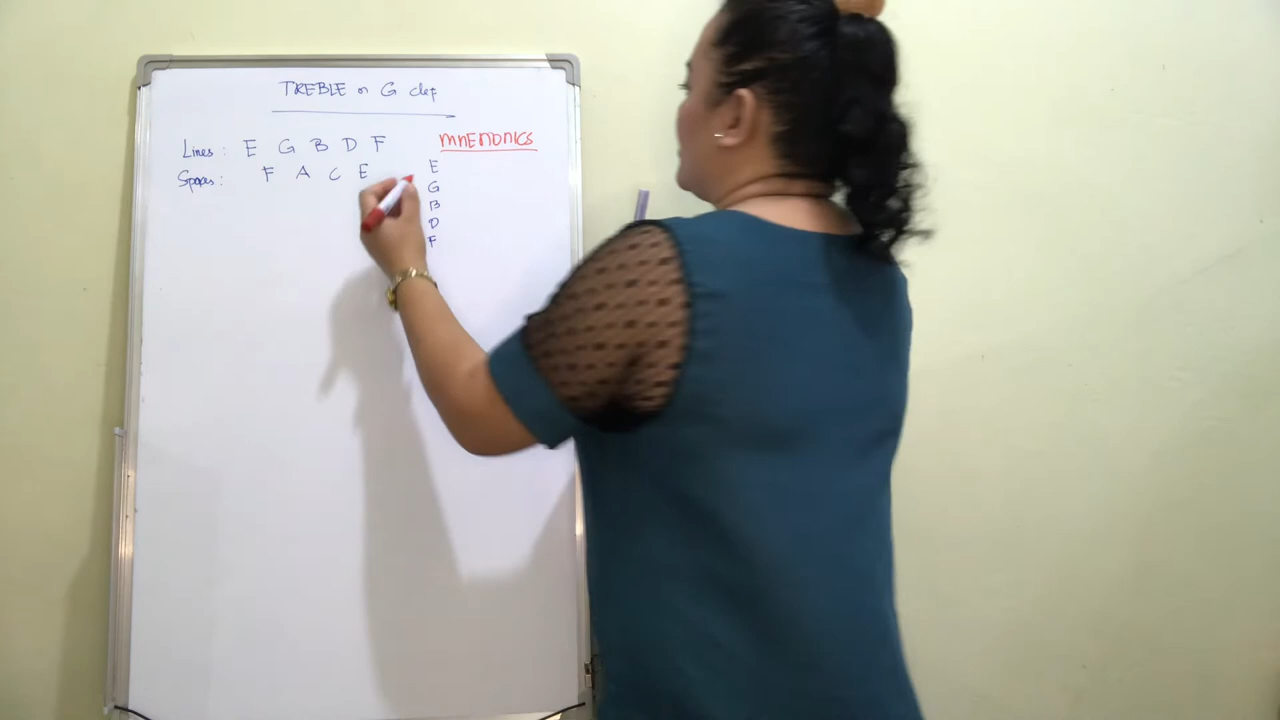 TREBLE or G clef
Lines: E G B D F
Spaces: F A C E
MNEMONICS
E
G
B
D
F